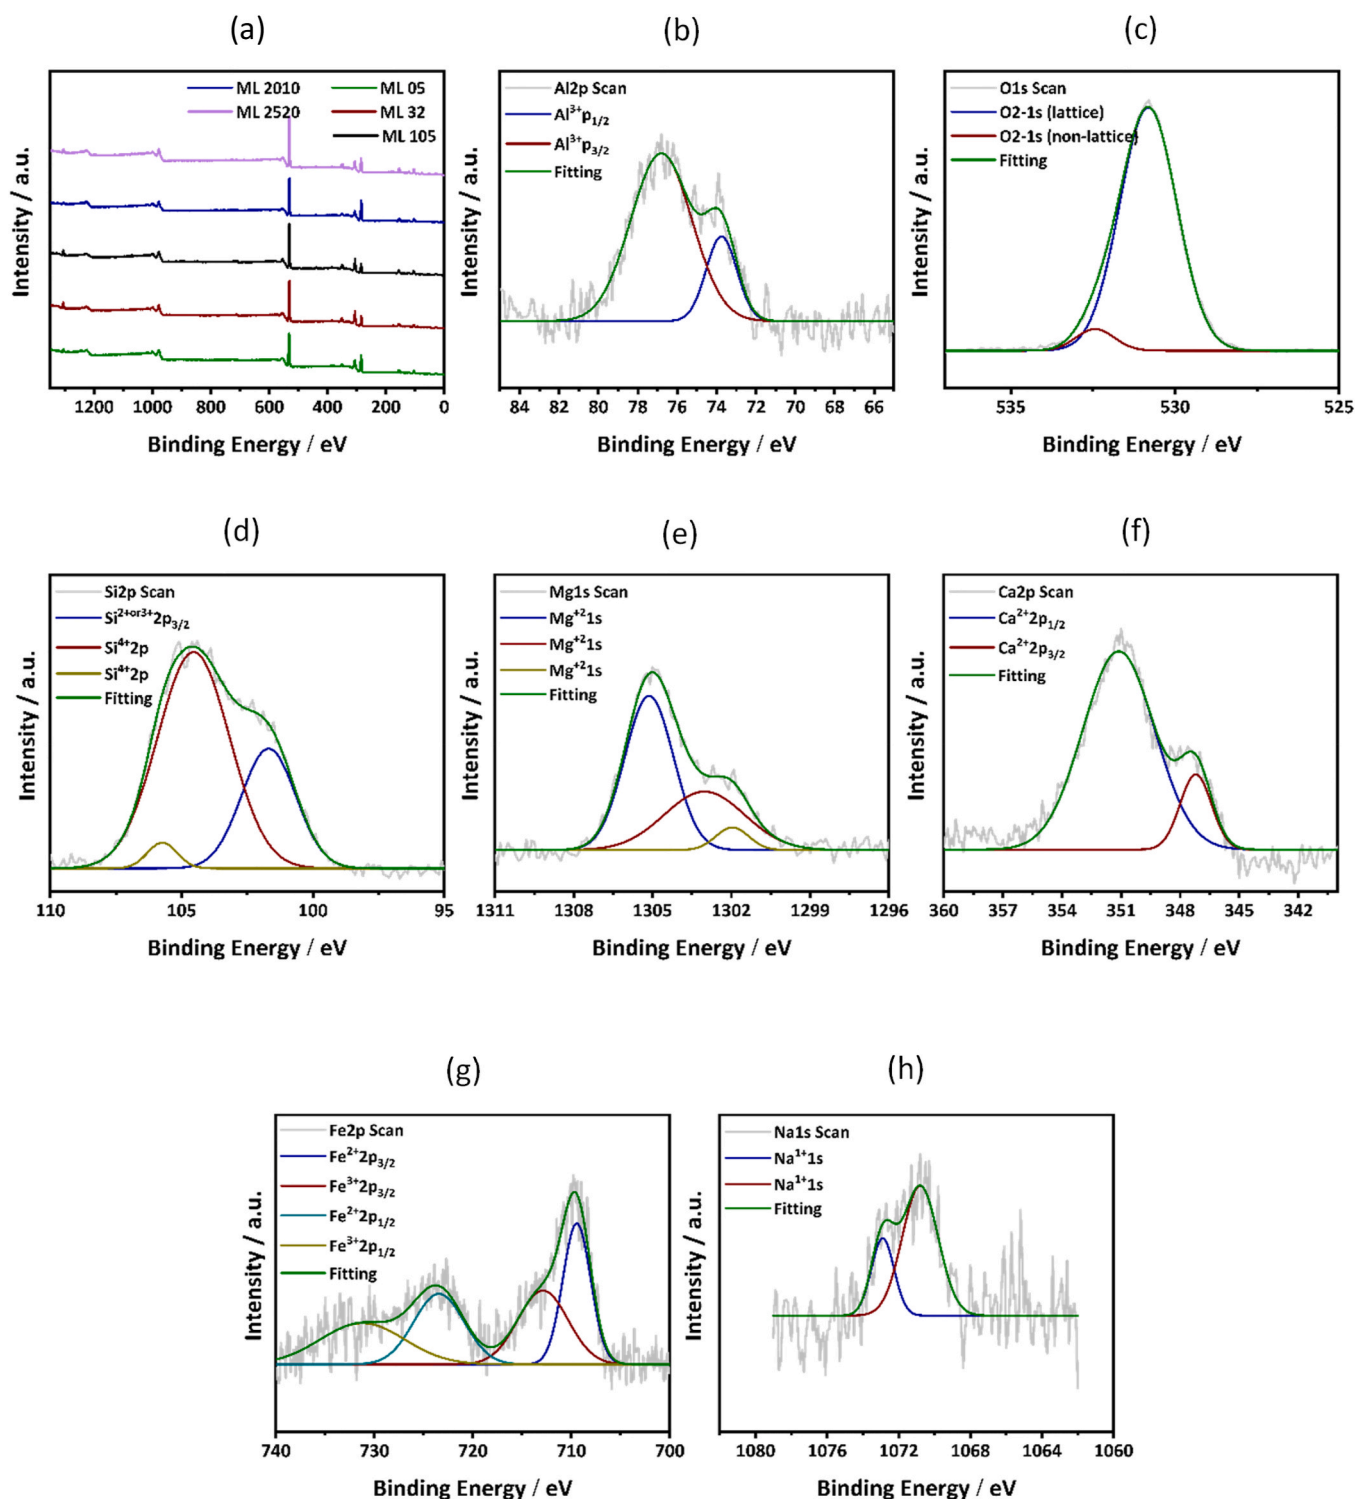 (a)
ML 2010
ML 05
ML 2520
ML 32
ML 105
Intensity / a.u.
1200 1000 800 600 400 200 0
Binding Energy / eV
(b)
Al2p Scan
Al³⁺p₁/₂
Al³⁺p₃/₂
Fitting
Intensity / a.u.
84 82 80 78 76 74 72 70 68 66
Binding Energy / eV
(c)
O1s Scan
O2-1s (lattice)
O2-1s (non-lattice)
Fitting
Intensity / a.u.
535 530 525
Binding Energy / eV
(d)
Si2p Scan
Si²⁺ᵒʳ³⁺2p₃/₂
Si⁴⁺2p
Si⁴⁺2p
Fitting
Intensity / a.u.
110 105 100 95
Binding Energy / eV
(e)
Mg1s Scan
Mg⁺²1s
Mg⁺²1s
Mg⁺²1s
Fitting
Intensity / a.u.
1311 1308 1305 1302 1299 1296
Binding Energy / eV
(f)
Ca2p Scan
Ca²⁺2p₁/₂
Ca²⁺2p₃/₂
Fitting
Intensity / a.u.
360 357 354 351 348 345 342
Binding Energy / eV
(g)
Fe2p Scan
Fe²⁺2p₃/₂
Fe³⁺2p₃/₂
Fe²⁺2p₁/₂
Fe³⁺2p₁/₂
Fitting
Intensity / a.u.
740 730 720 710 700
Binding Energy / eV
(h)
Na1s Scan
Na¹⁺1s
Na¹⁺1s
Fitting
Intensity / a.u.
1080 1076 1072 1068 1064 1060
Binding Energy / eV